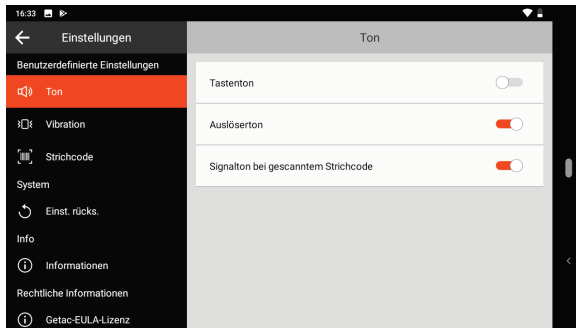 16:33
Einstellungen
Ton
Benutzerdefinierte Einstellungen
Ton
Vibration
Strichcode
System
Einst. rücks.
Info
Informationen
Rechtliche Informationen
Getac-EULA-Lizenz
Tastenton
Auslöserton
Signalton bei gescanntem Strichcode